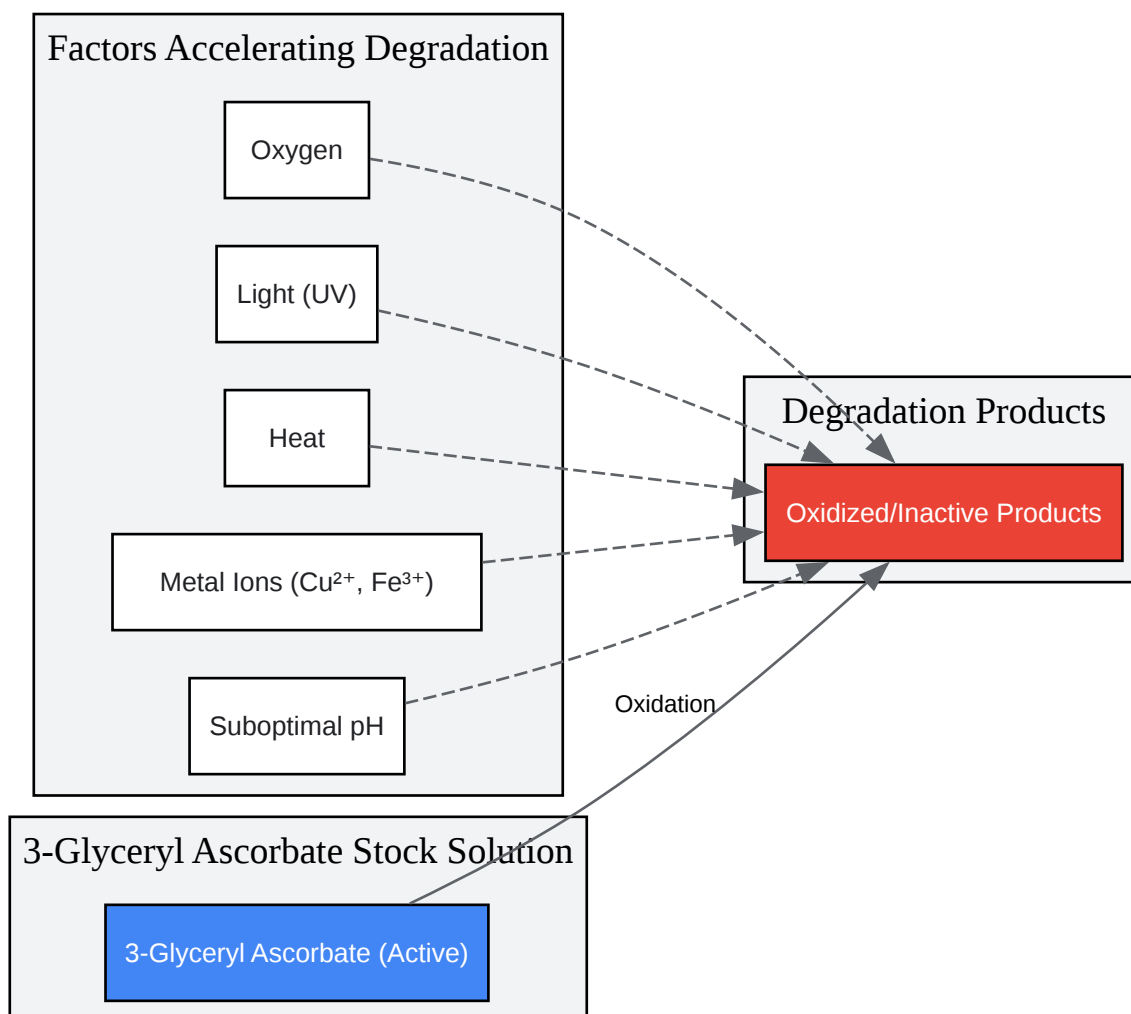 Factors Accelerating Degradation
Oxygen
Light (UV)
Heat
Metal Ions (Cu²⁺, Fe³⁺)
Suboptimal pH
Degradation Products
Oxidized/Inactive Products
Oxidation
3-Glyceryl Ascorbate Stock Solution
3-Glyceryl Ascorbate (Active)